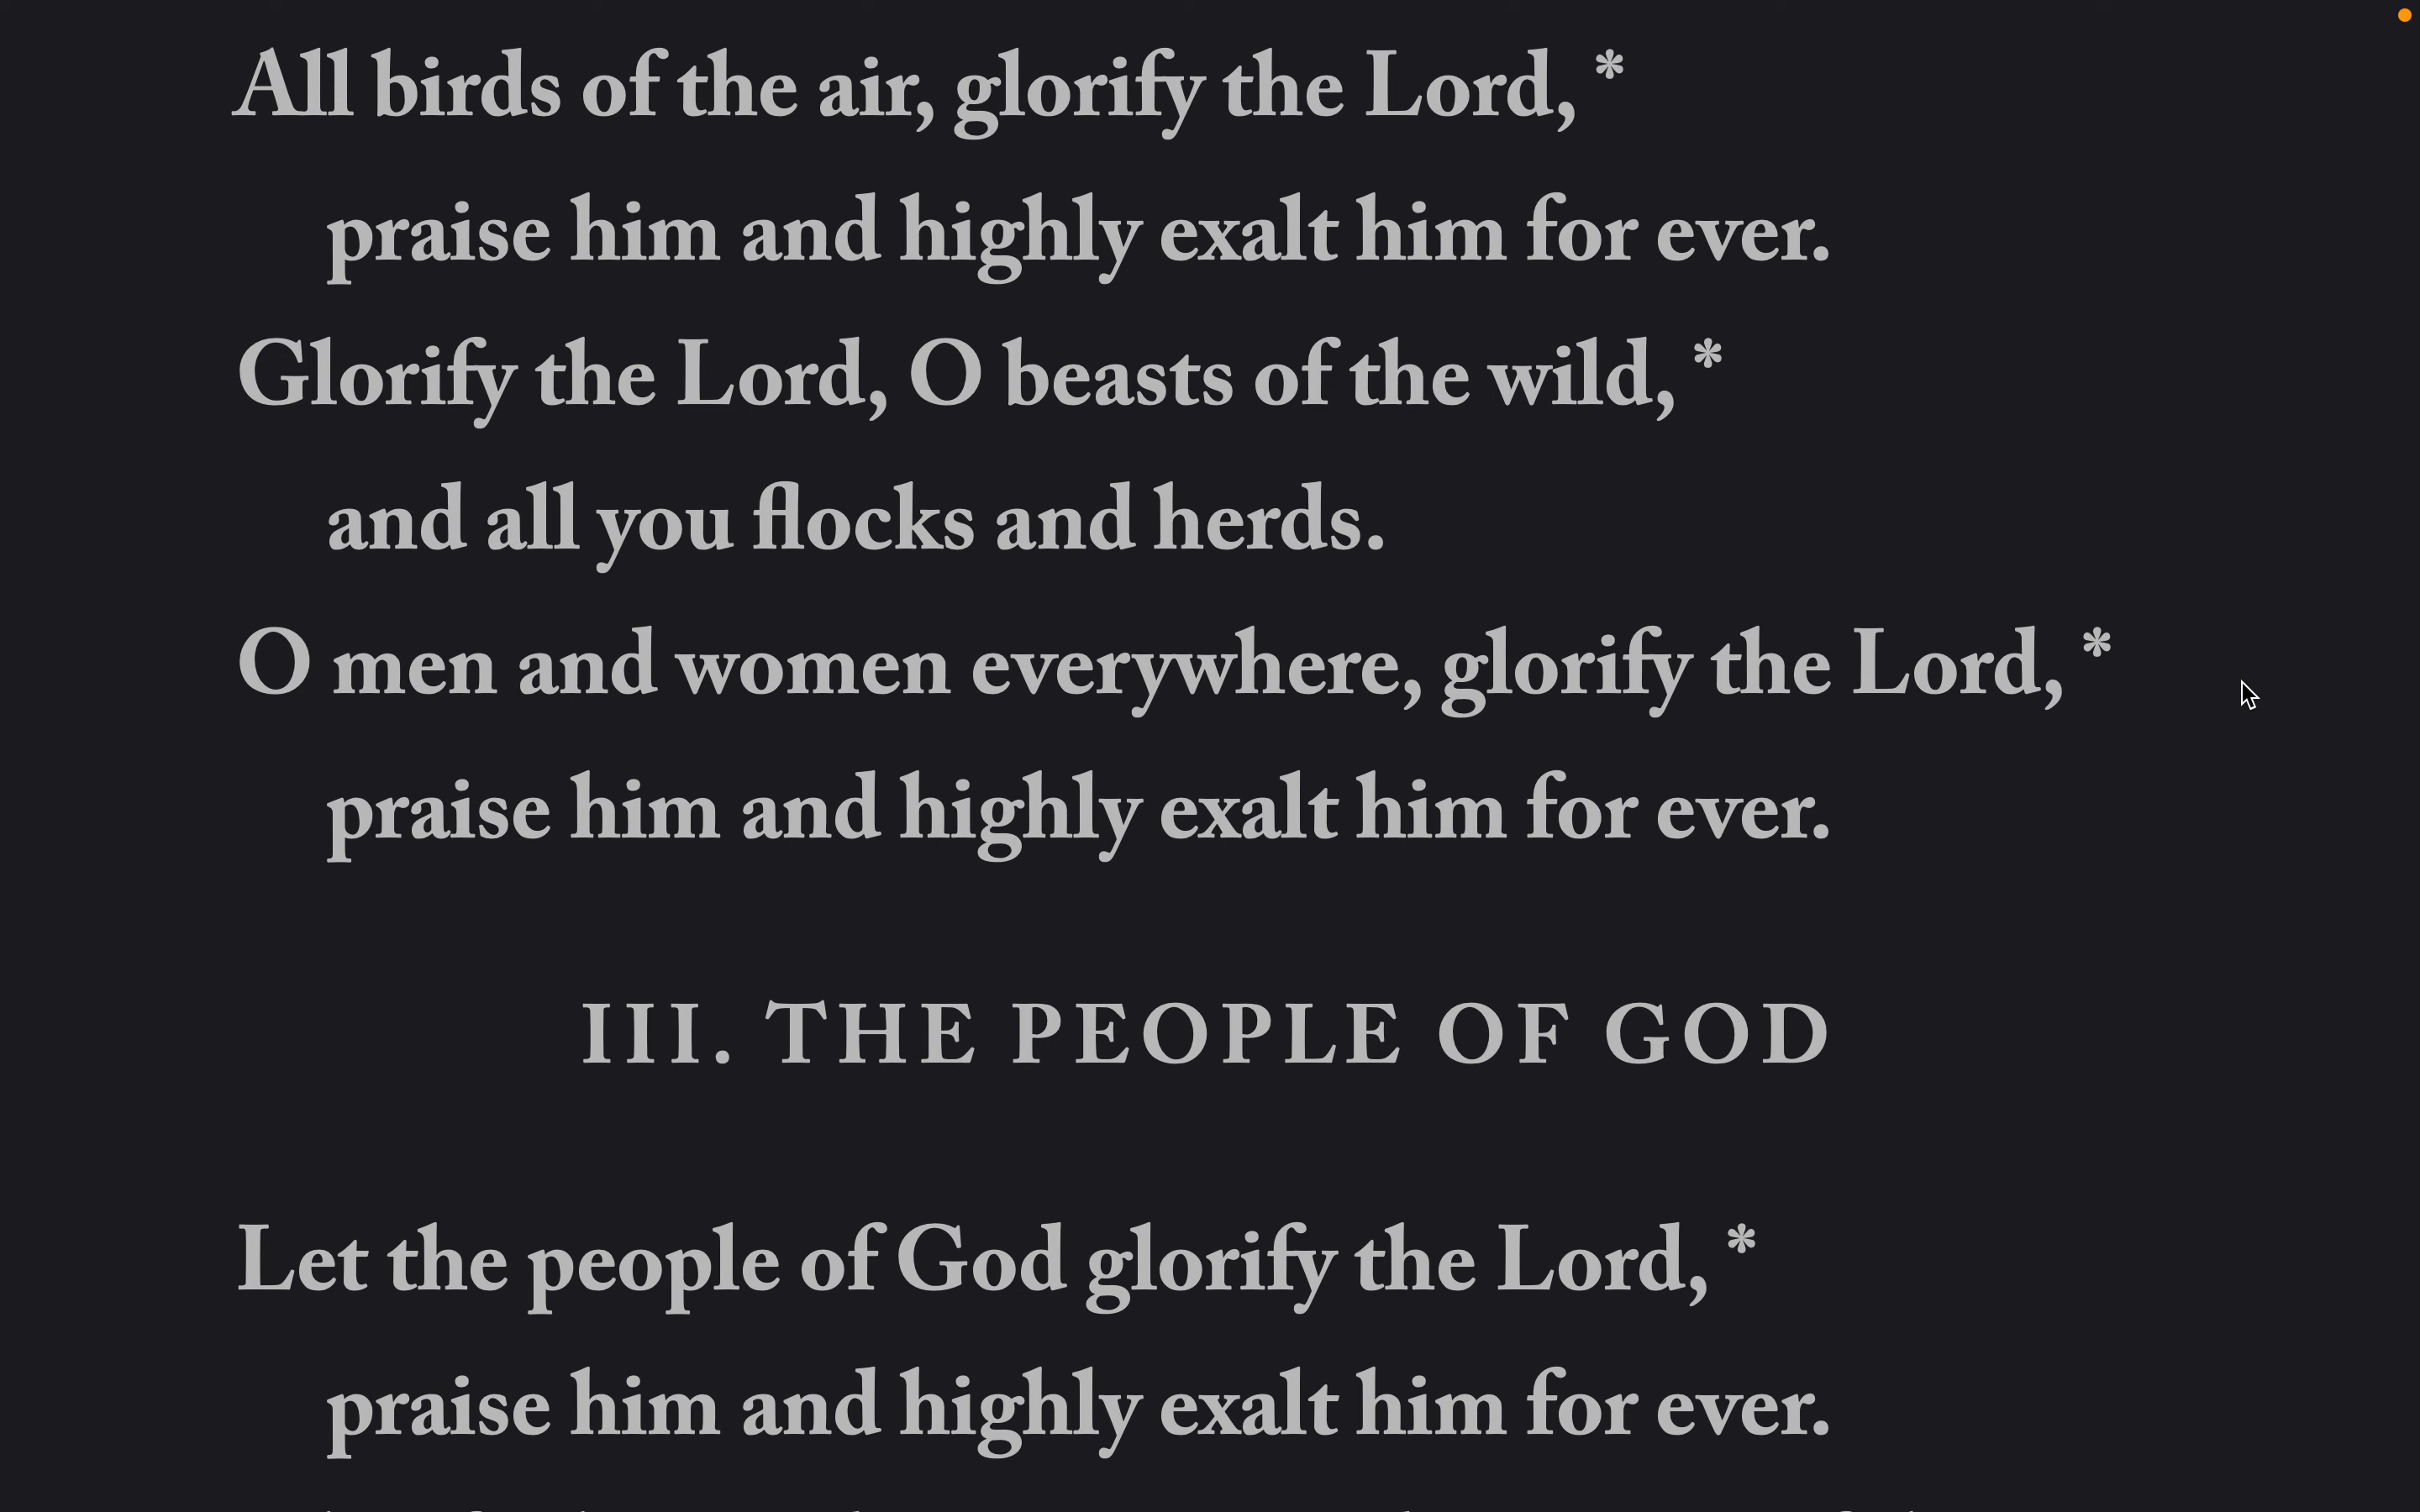 All birds of the air, glorify the Lord, *
praise him and highly exalt him for ever.
Glorify the Lord, O beasts of the wild, *
and all you flocks and herds.
O men and women everywhere, glorify the Lord, *
praise him and highly exalt him for ever.
III. THE PEOPLE OF GOD
Let the people of God glorify the Lord, *
praise him and highly exalt him for ever.